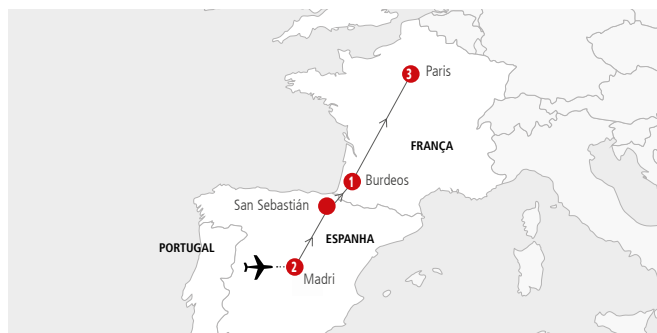 3 Paris
FRANÇA
1 Burdeos
San Sebastián
PORTUGAL
ESPANHA
2
Madri